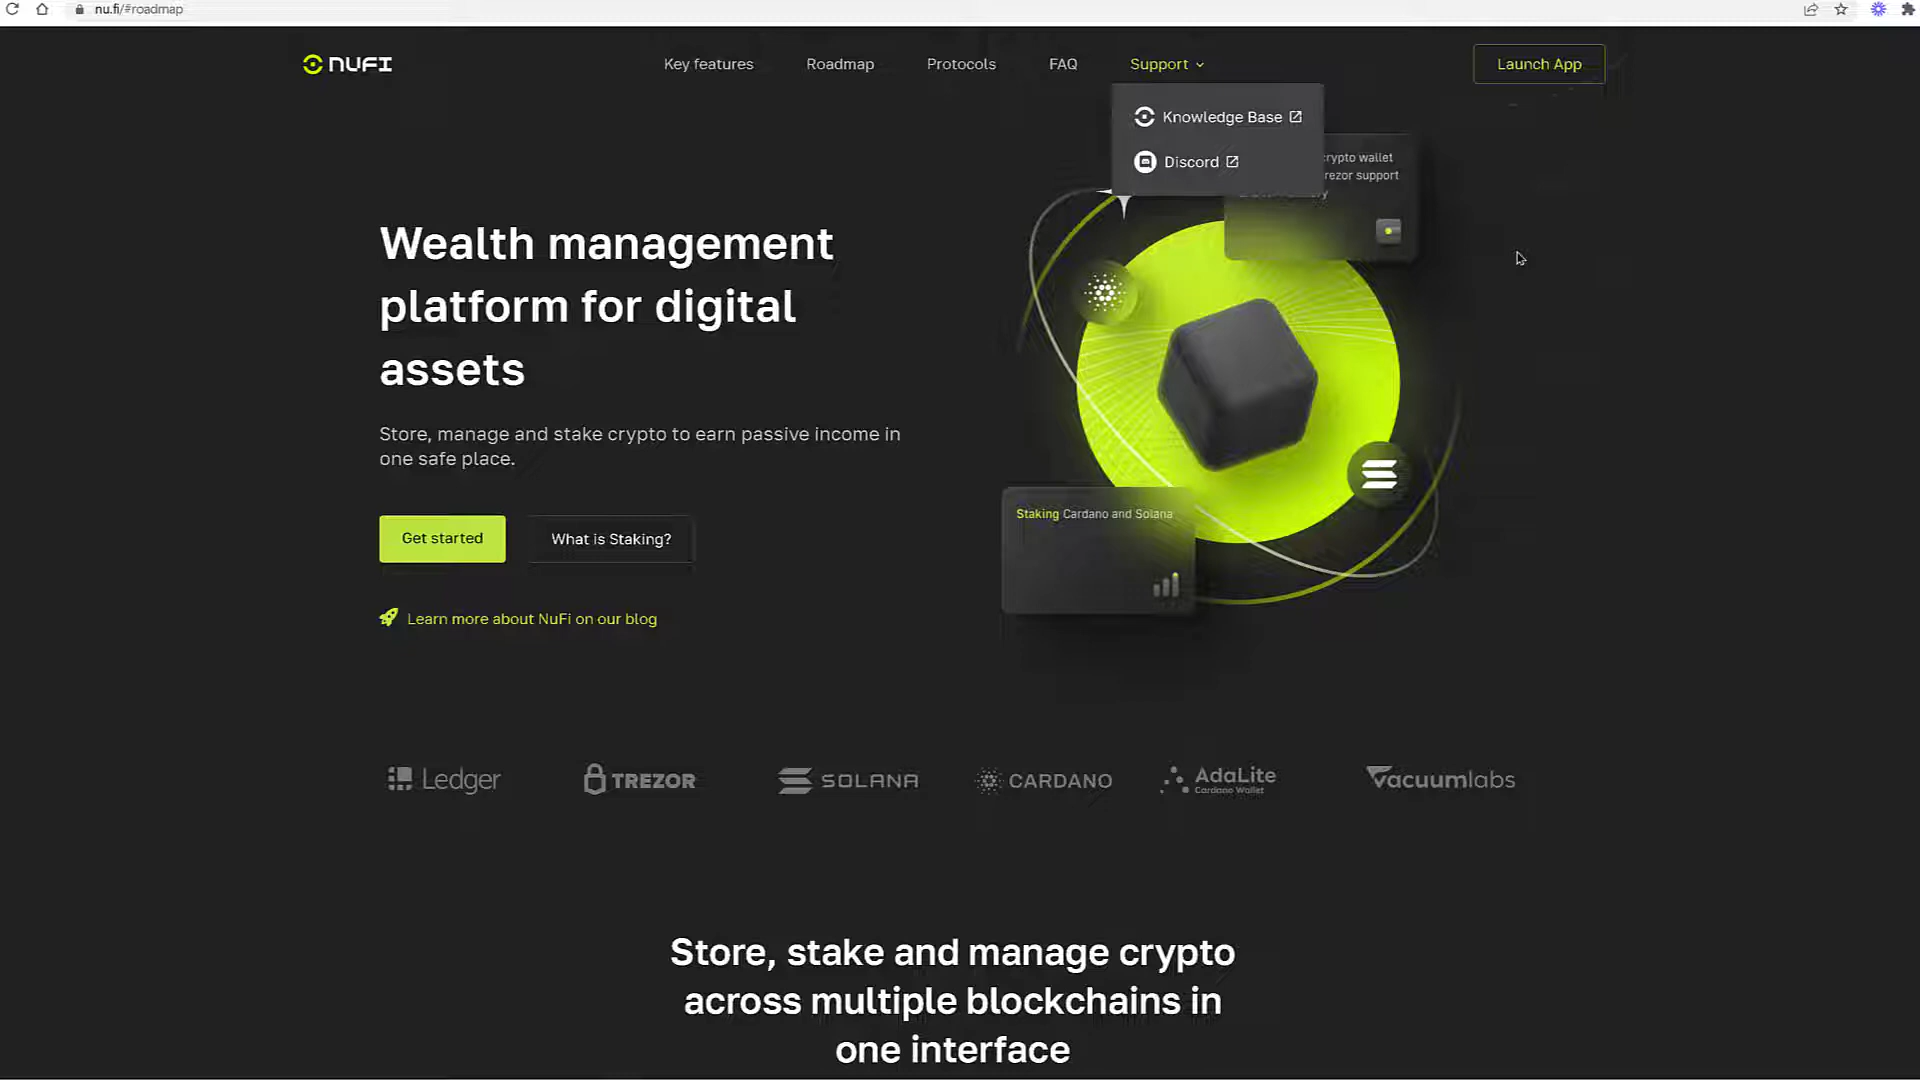 nu.fi/#roadmap
NUFI
Key features
Roadmap
Protocols
FAQ
Support
Launch App
Knowledge Base
Discord
crypto wallet
rezor support
Wealth management
platform for digital
assets
Store, manage and stake crypto to earn passive income in
one safe place.
Get started
What is Staking?
Learn more about NuFi on our blog
Staking Cardano and Solana
Ledger
TREZOR
SOLANA
CARDANO
AdaLite
Cardano Wallet
vacuumlabs
Store, stake and manage crypto
across multiple blockchains in
one interface